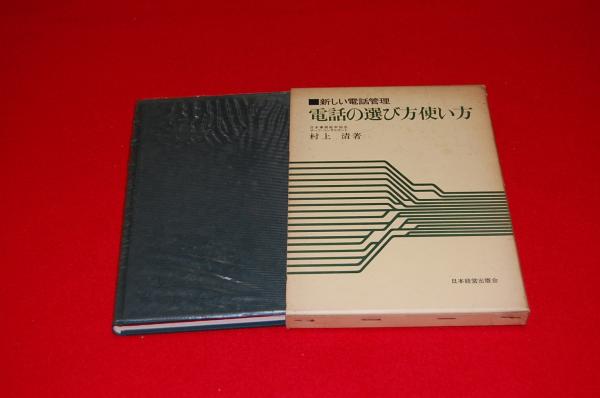 ■新しい電話管理
電話の選び方使い方
村上 清著
日本経営出版会